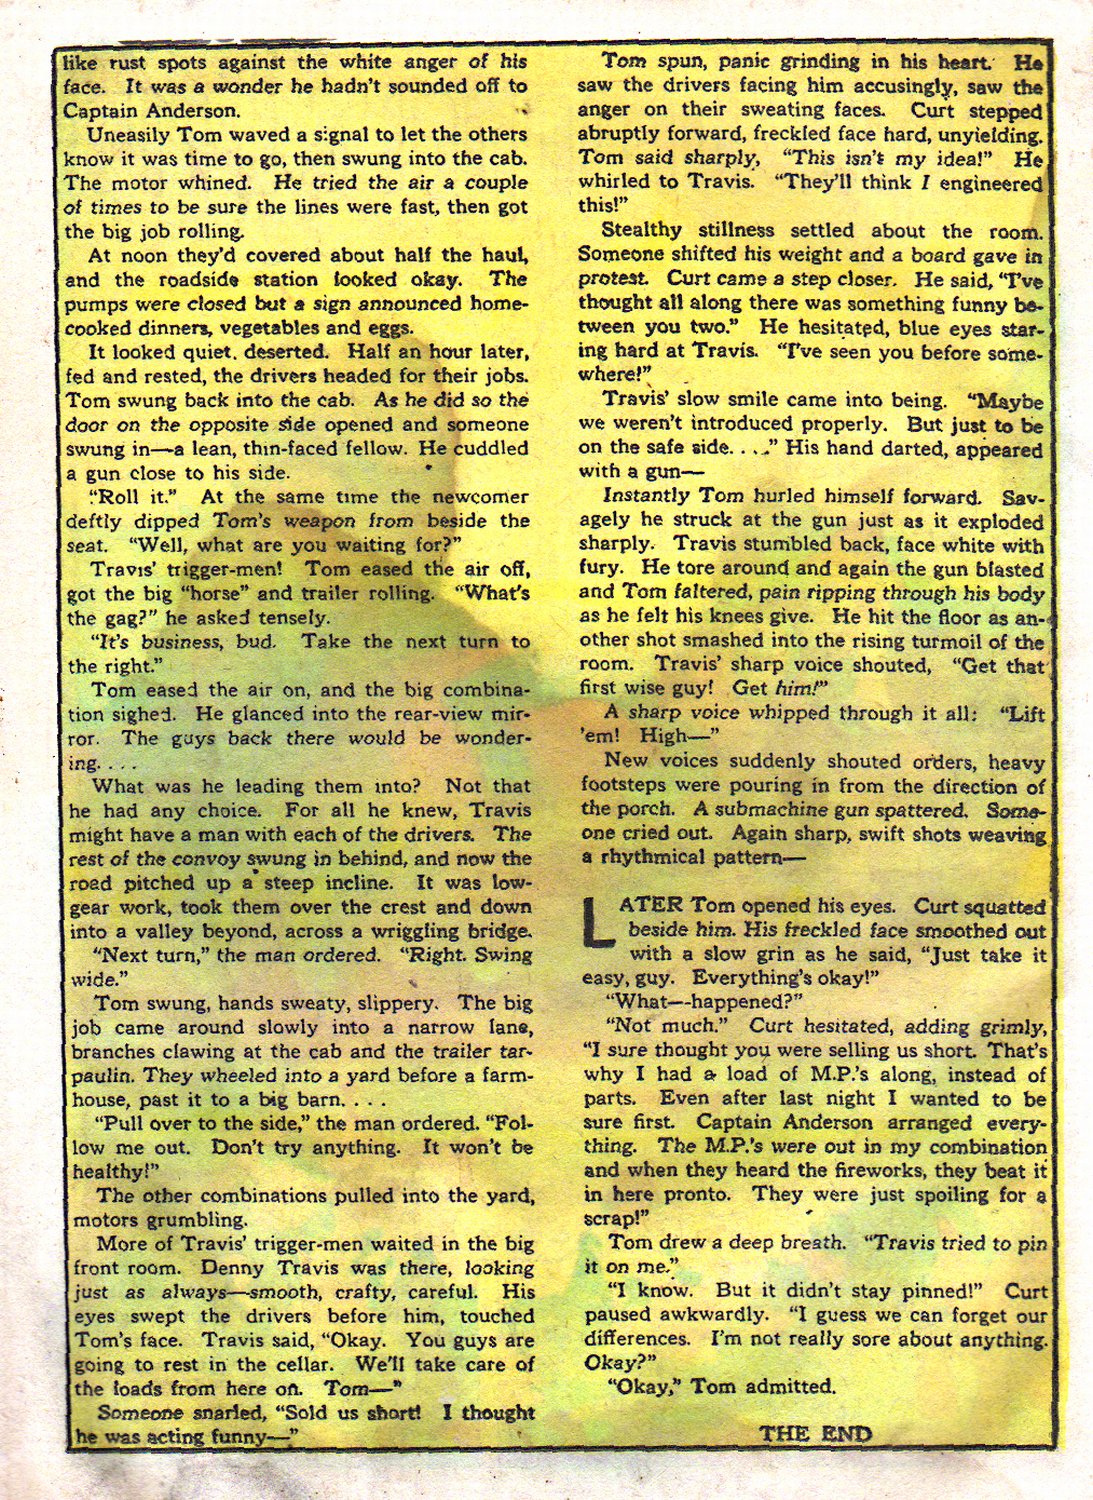 like rust spots against the white anger of his
face. It was a wonder he hadn't sounded off to
Captain Anderson.
Uneasily Tom waved a signal to let the others
know it was time to go, then swung into the cab.
The motor whined. He tried the air a couple
of times to be sure the lines were fast, then got
the big job rolling.
At noon they'd covered about half the haul,
and the roadside station looked okay. The
pumps were closed but a sign announced home-
cooked dinners, vegetables and eggs.
It looked quiet, deserted. Half an hour later,
fed and rested, the drivers headed for their jobs.
Tom swung back into the cab. As he did so the
door on the opposite side opened and someone
swung in—a lean, thin-faced fellow. He cuddled
a gun close to his side.
"Roll it." At the same time the newcomer
deftly dipped Tom's weapon from beside the
seat. "Well, what are you waiting for?"
Travis' trigger-men! Tom eased the air off,
got the big "horse" and trailer rolling. "What's
the gag?" he asked tensely.
"It's business, bud. Take the next turn to
the right."
Tom eased the air on, and the big combina-
tion sighed. He glanced into the rear-view mir-
ror. The guys back there would be wonder-
ing. . . .
What was he leading them into? Not that
he had any choice. For all he knew, Travis
might have a man with each of the drivers. The
rest of the convoy swung in behind, and now the
road pitched up a steep incline. It was low-
gear work, took them over the crest and down
into a valley beyond, across a wriggling bridge.
"Next turn," the man ordered. "Right. Swing
wide."
Tom swung, hands sweaty, slippery. The big
job came around slowly into a narrow lane,
branches clawing at the cab and the trailer tar-
paulin. They wheeled into a yard before a farm-
house, past it to a big barn. . . .
"Pull over to the side," the man ordered. "Fol-
low me out. Don't try anything. It won't be
healthy!"
The other combinations pulled into the yard,
motors grumbling.
More of Travis' trigger-men waited in the big
front room. Denny Travis was there, looking
just as always—smooth, crafty, careful. His
eyes swept the drivers before him, touched
Tom's face. Travis said, "Okay. You guys are
going to rest in the cellar. We'll take care of
the loads from here on. Tom—"
Someone snarled, "Sold us short! I thought
he was acting funny—"
Tom spun, panic grinding in his heart. He
saw the drivers facing him accusingly, saw the
anger on their sweating faces. Curt stepped
abruptly forward, freckled face hard, unyielding.
Tom said sharply, "This isn't my idea!" He
whirled to Travis. "They'll think I engineered
this!"
Stealthy stillness settled about the room.
Someone shifted his weight and a board gave in
protest. Curt came a step closer. He said, "I've
thought all along there was something funny be-
tween you two." He hesitated, blue eyes star-
ing hard at Travis. "I've seen you before some-
where!"
Travis' slow smile came into being. "Maybe
we weren't introduced properly. But just to be
on the safe side. . . ." His hand darted, appeared
with a gun—
Instantly Tom hurled himself forward. Sav-
agely he struck at the gun just as it exploded
sharply. Travis stumbled back, face white with
fury. He tore around and again the gun blasted
and Tom faltered, pain ripping through his body
as he felt his knees give. He hit the floor as an-
other shot smashed into the rising turmoil of the
room. Travis' sharp voice shouted, "Get that
first wise guy! Get him!"
A sharp voice whipped through it all: "Lift
'em! High—"
New voices suddenly shouted orders, heavy
footsteps were pouring in from the direction of
the porch. A submachine gun spattered. Some-
one cried out. Again sharp, swift shots weaving
a rhythmical pattern—
LATER Tom opened his eyes. Curt squatted
beside him. His freckled face smoothed out
with a slow grin as he said, "Just take it
easy, guy. Everything's okay!"
"What—happened?"
"Not much." Curt hesitated, adding grimly,
"I sure thought you were selling us short. That's
why I had a load of M.P.'s along, instead of
parts. Even after last night I wanted to be
sure first. Captain Anderson arranged every-
thing. The M.P.'s were out in my combination
and when they heard the fireworks, they beat it
in here pronto. They were just spoiling for a
scrap!"
Tom drew a deep breath. "Travis tried to pin
it on me."
"I know. But it didn't stay pinned!" Curt
paused awkwardly. "I guess we can forget our
differences. I'm not really sore about anything.
Okay?"
"Okay," Tom admitted.
THE END